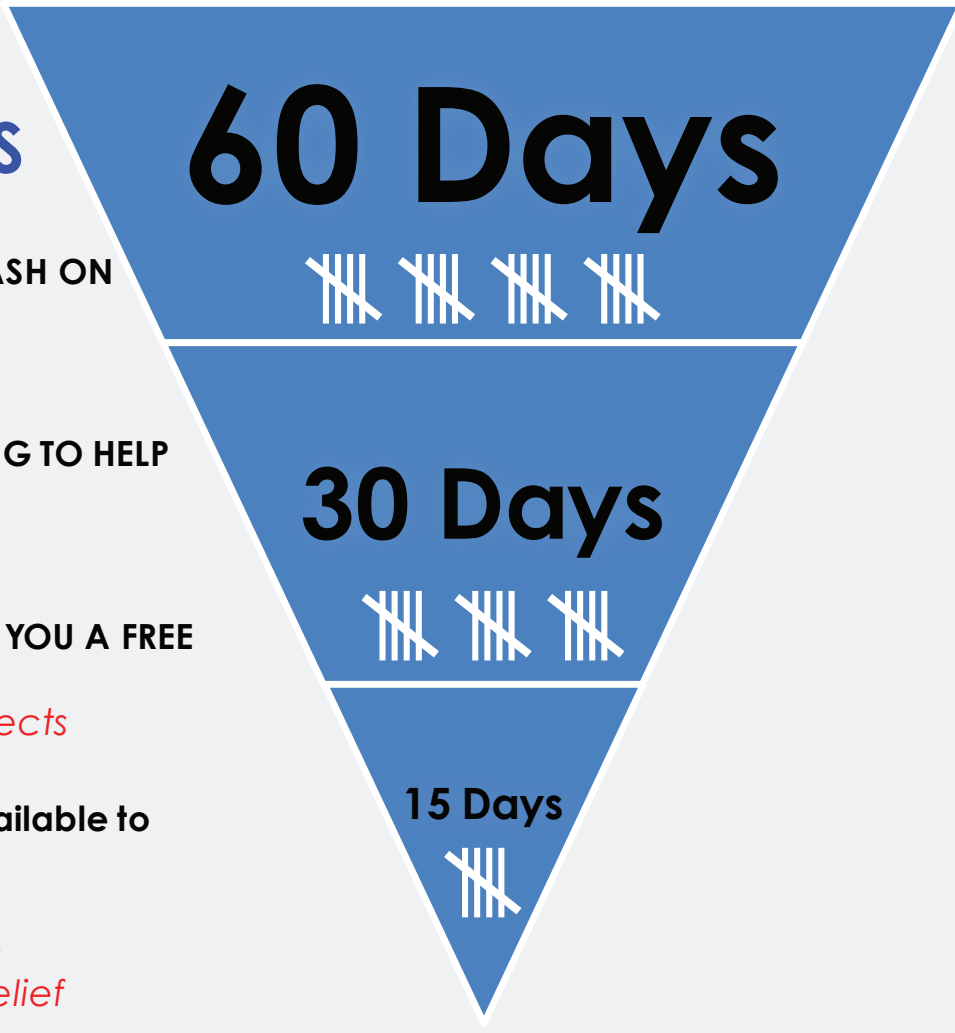 60 Days
S
ASH ON
G TO HELP
30 Days
YOU A FREE
ects
15 Days
ailable to
elief